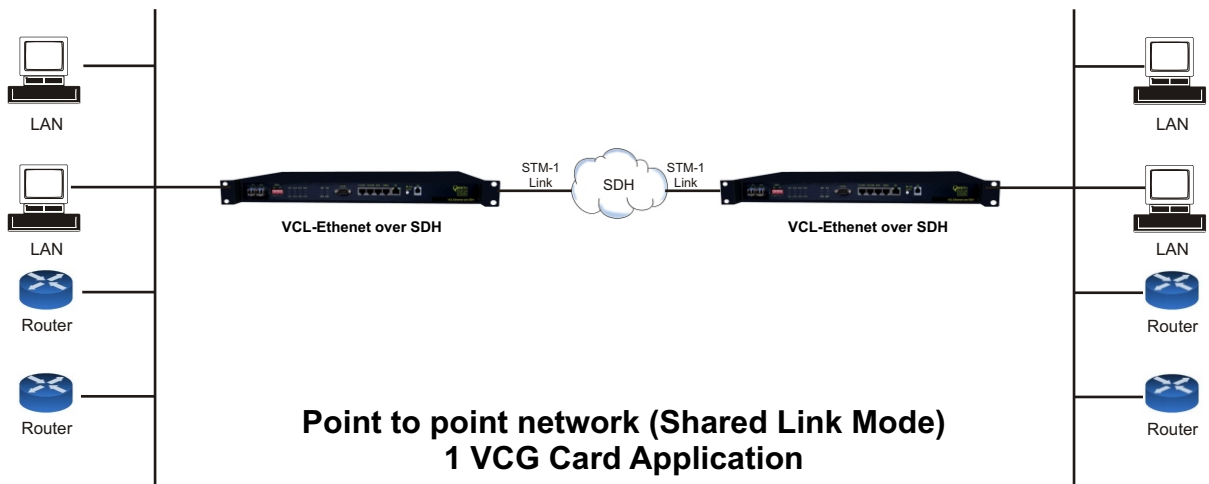 LAN
LAN
Router
Router
STM-1
Link
SDH
STM-1
Link
VCL-Ethenet over SDH
VCL-Ethenet over SDH
LAN
LAN
Router
Router
Point to point network (Shared Link Mode)
1 VCG Card Application